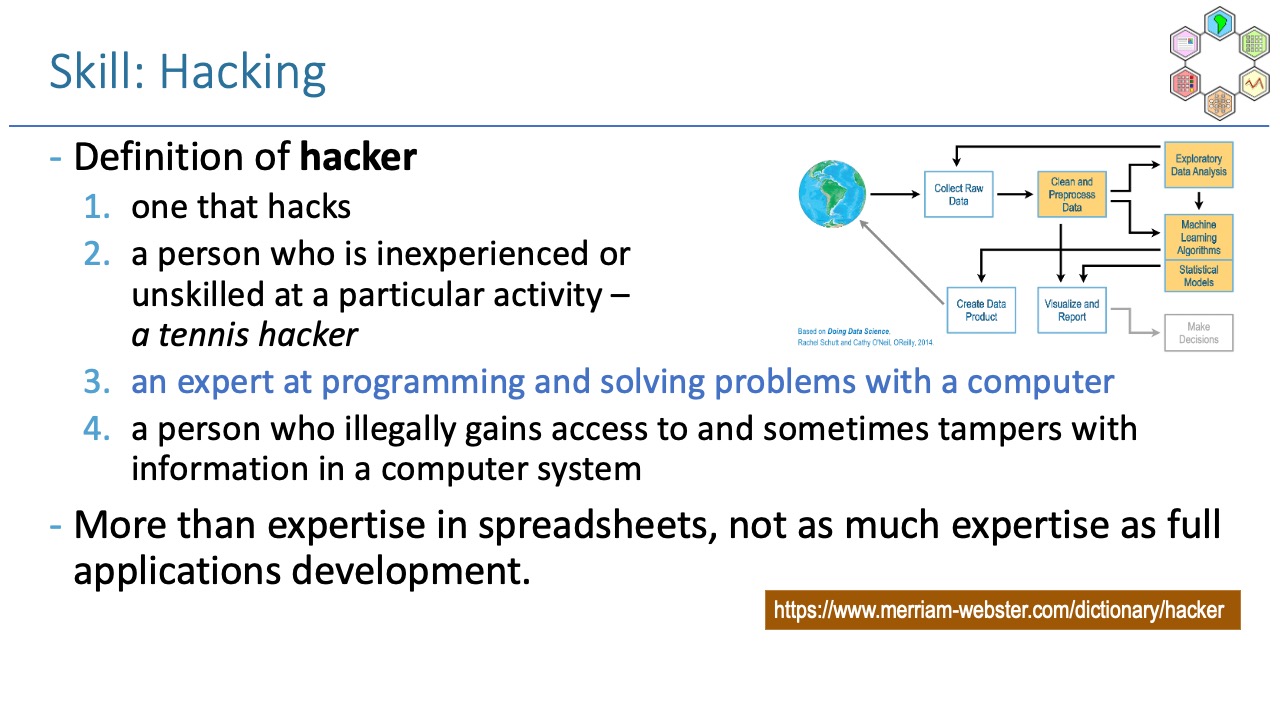 Skill: Hacking
- Definition of hacker
1. one that hacks
2. a person who is inexperienced or
unskilled at a particular activity –
a tennis hacker
3. an expert at programming and solving problems with a computer
4. a person who illegally gains access to and sometimes tampers with
information in a computer system
- More than expertise in spreadsheets, not as much expertise as full
applications development.
Collect Raw
Data
Clean and
Preprocess
Data
Exploratory
Data Analysis
Machine
Learning
Algorithms
Statistical
Models
Create Data
Product
Visualize and
Report
Make
Decisions
Based on Doing Data Science,
Rachel Schutt and Cathy O'Neil, OReilly, 2014.
https://www.merriam-webster.com/dictionary/hacker